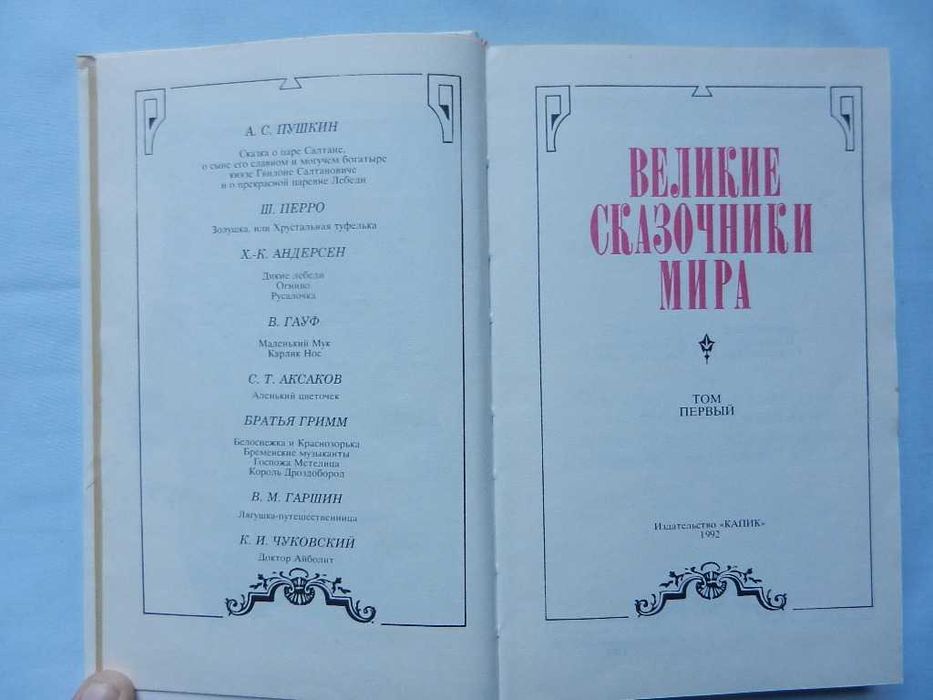 А. С. ПУШКИН
Сказка о царе Салтане,
о сыне его славном и могучем богатыре
князе Гвидоне Салтановиче
и о прекрасной царевне Лебеди
Ш. ПЕРРО
Золушка, или Хрустальная туфелька
Х.-К. АНДЕРСЕН
Дикие лебеди
Огниво
Русалочка
В. ГАУФ
Маленький Мук
Карлик Нос
С. Т. АКСАКОВ
Аленький цветочек
БРАТЬЯ ГРИММ
Белоснежка и Краснозорька
Бременские музыканты
Госпожа Метелица
Король Дроздобород
В. М. ГАРШИН
Лягушка-путешественница
К. И. ЧУКОВСКИЙ
Доктор Айболит
ВЕЛИКИЕ
СКАЗОЧНИКИ
МИРА
ТОМ
ПЕРВЫЙ
Издательство «КАПИК»
1992